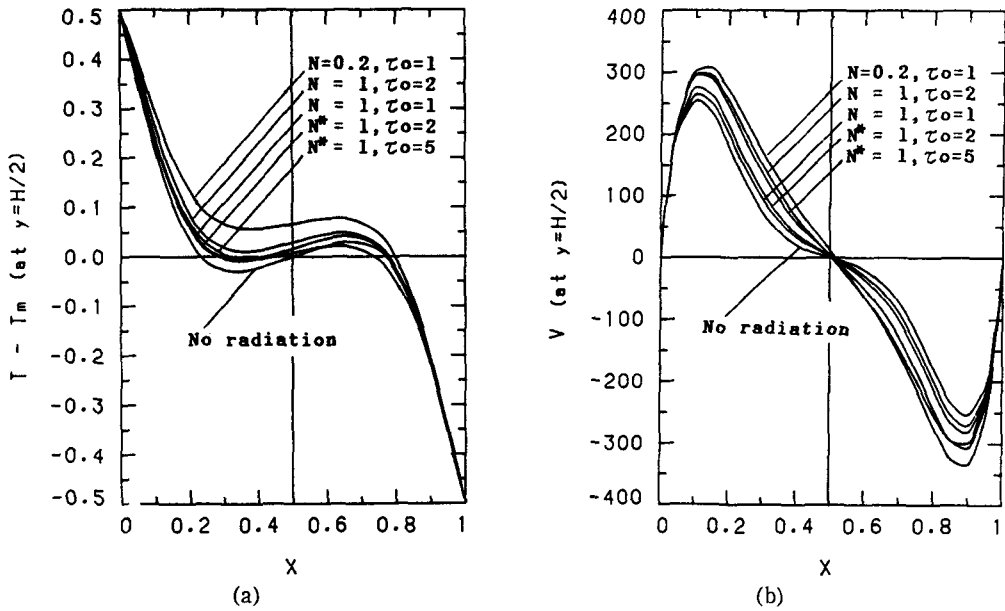 0.5
0.4
0.3
0.2
0.1
0.0
-0.1
-0.2
-0.3
-0.4
-0.5
T - Tm (at y=H/2)
N=0.2, τo=1
N = 1, τo=2
N = 1, τo=1
N* = 1, τo=2
N* = 1, τo=5
No radiation
0 0.2 0.4 0.6 0.8 1
X
(a)
400
300
200
100
0
-100
-200
-300
-400
V (at y=H/2)
N=0.2, τo=1
N = 1, τo=2
N = 1, τo=1
N* = 1, τo=2
N* = 1, τo=5
No radiation
0 0.2 0.4 0.6 0.8 1
X
(b)